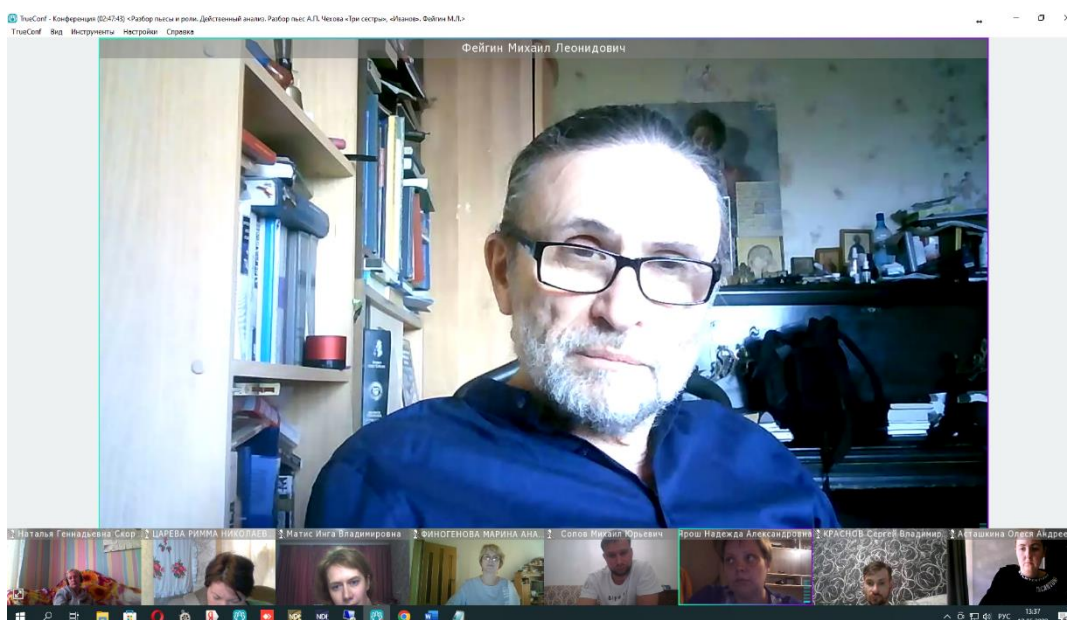 TrueConf - Конференция (02:47:43) <Разбор пьесы и роли. Действенный анализ. Разбор пьес А.П. Чехова «Три сестры», «Иванов». Фейгин М.Л.>
TrueConf Вид Инструменты Настройки Справка
Фейгин Михаил Леонидович
Наталья Геннадьевна Скор
ЦАРЕВА РИММА НИКОЛАЕВ...
Матис Инга Владимировна
ФИНОГЕНОВА МАРИНА АНА...
Сопов Михаил Юрьевич
Ярош Надежда Александровна
КРАСНОВ Сергей Владимир
Асташкина Олеся Андрее
NDI
РУС
13:37